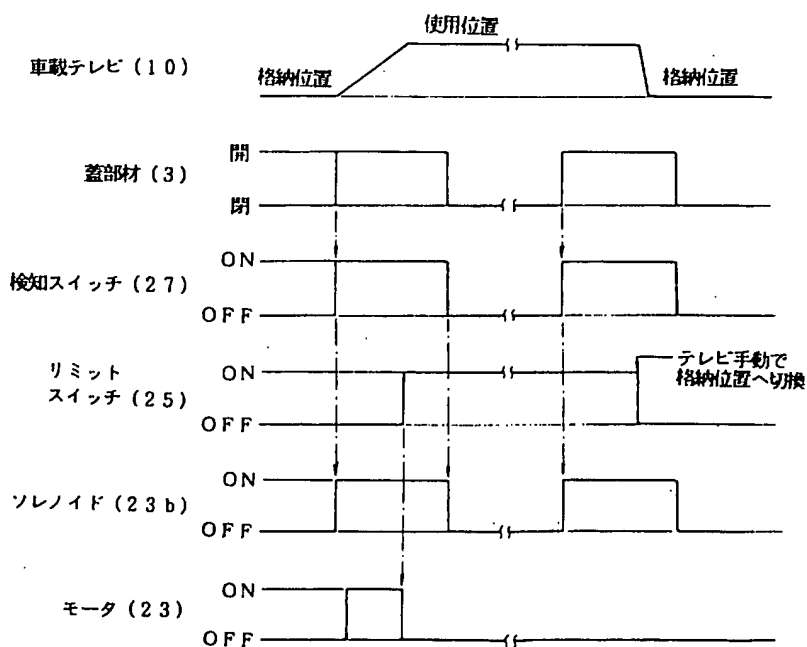 使用位置
車載テレビ(10)
格納位置
格納位置
開
蓋部材(3)
閉
ON
検知スイッチ(27)
OFF
リミット
スイッチ(25)
ON
テレビ手動で
格納位置へ切換
OFF
ON
ソレノイド(23b)
OFF
ON
モータ(23)
OFF